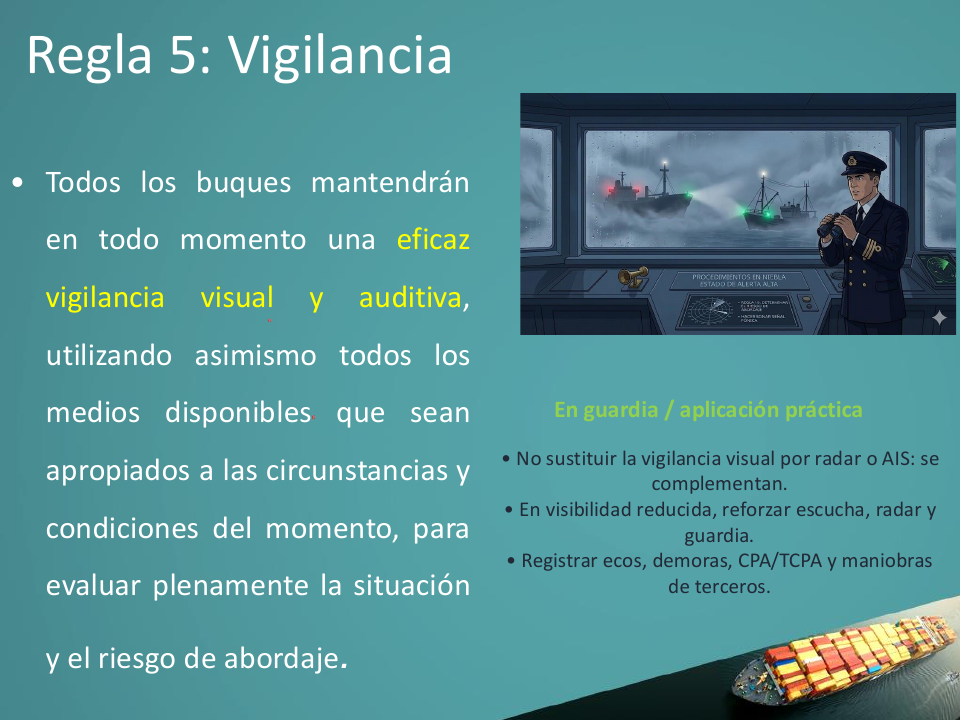 Regla 5: Vigilancia
• Todos los buques mantendrán
en todo momento una eficaz
vigilancia visual y auditiva,
utilizando asimismo todos los
medios disponibles que sean
apropiados a las circunstancias y
condiciones del momento, para
evaluar plenamente la situación
y el riesgo de abordaje.
PROCEDIMIENTOS EN NIEBLA
ESTADO DE ALERTA ALTA
En guardia / aplicación práctica
• No sustituir la vigilancia visual por radar o AIS: se
complementan.
• En visibilidad reducida, reforzar escucha, radar y
guardia.
• Registrar ecos, demoras, CPA/TCPA y maniobras
de terceros.